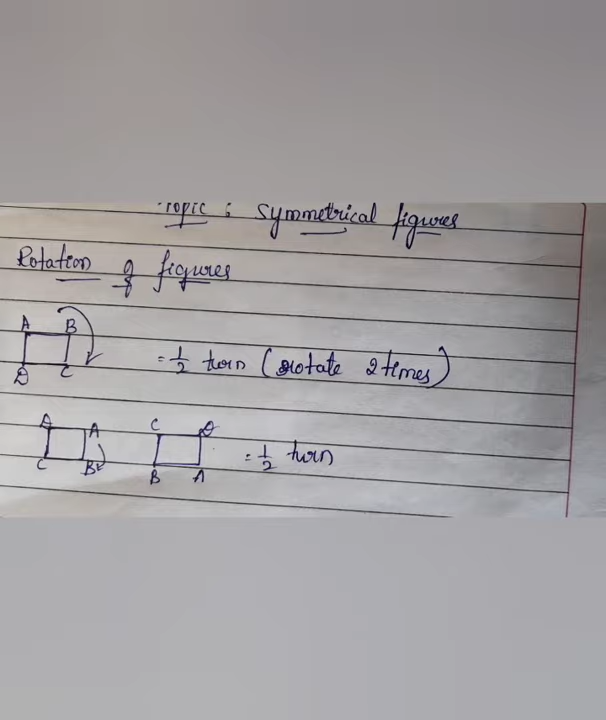 Topic : Symmetrical figures
Rotation of figures
A B
= 1/2 turn (rotate 2 times)
D C
D A C D
= 1/2 turn
C B B A